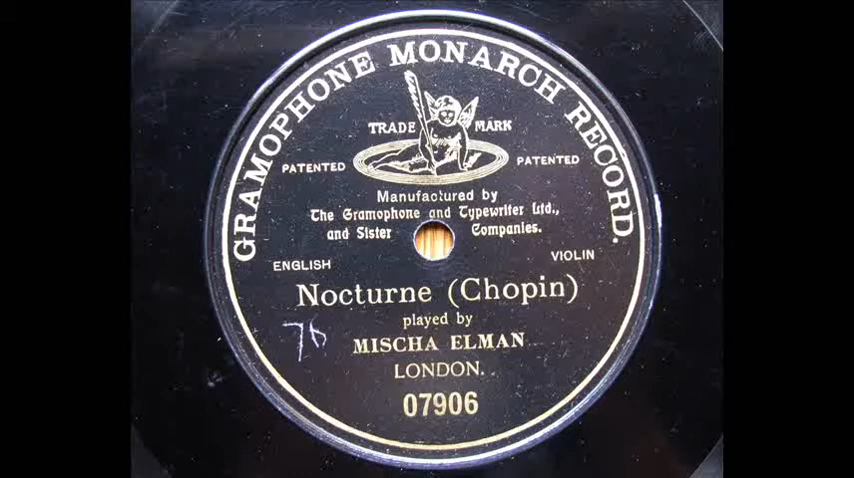 GRAMOPHONE MONARCH RECORD.
TRADE MARK
PATENTED PATENTED
Manufactured by
The Gramophone and Typewriter Ltd.,
and Sister Companies.
ENGLISH VIOLIN
Nocturne (Chopin)
played by
76
MISCHA ELMAN
LONDON.
07906